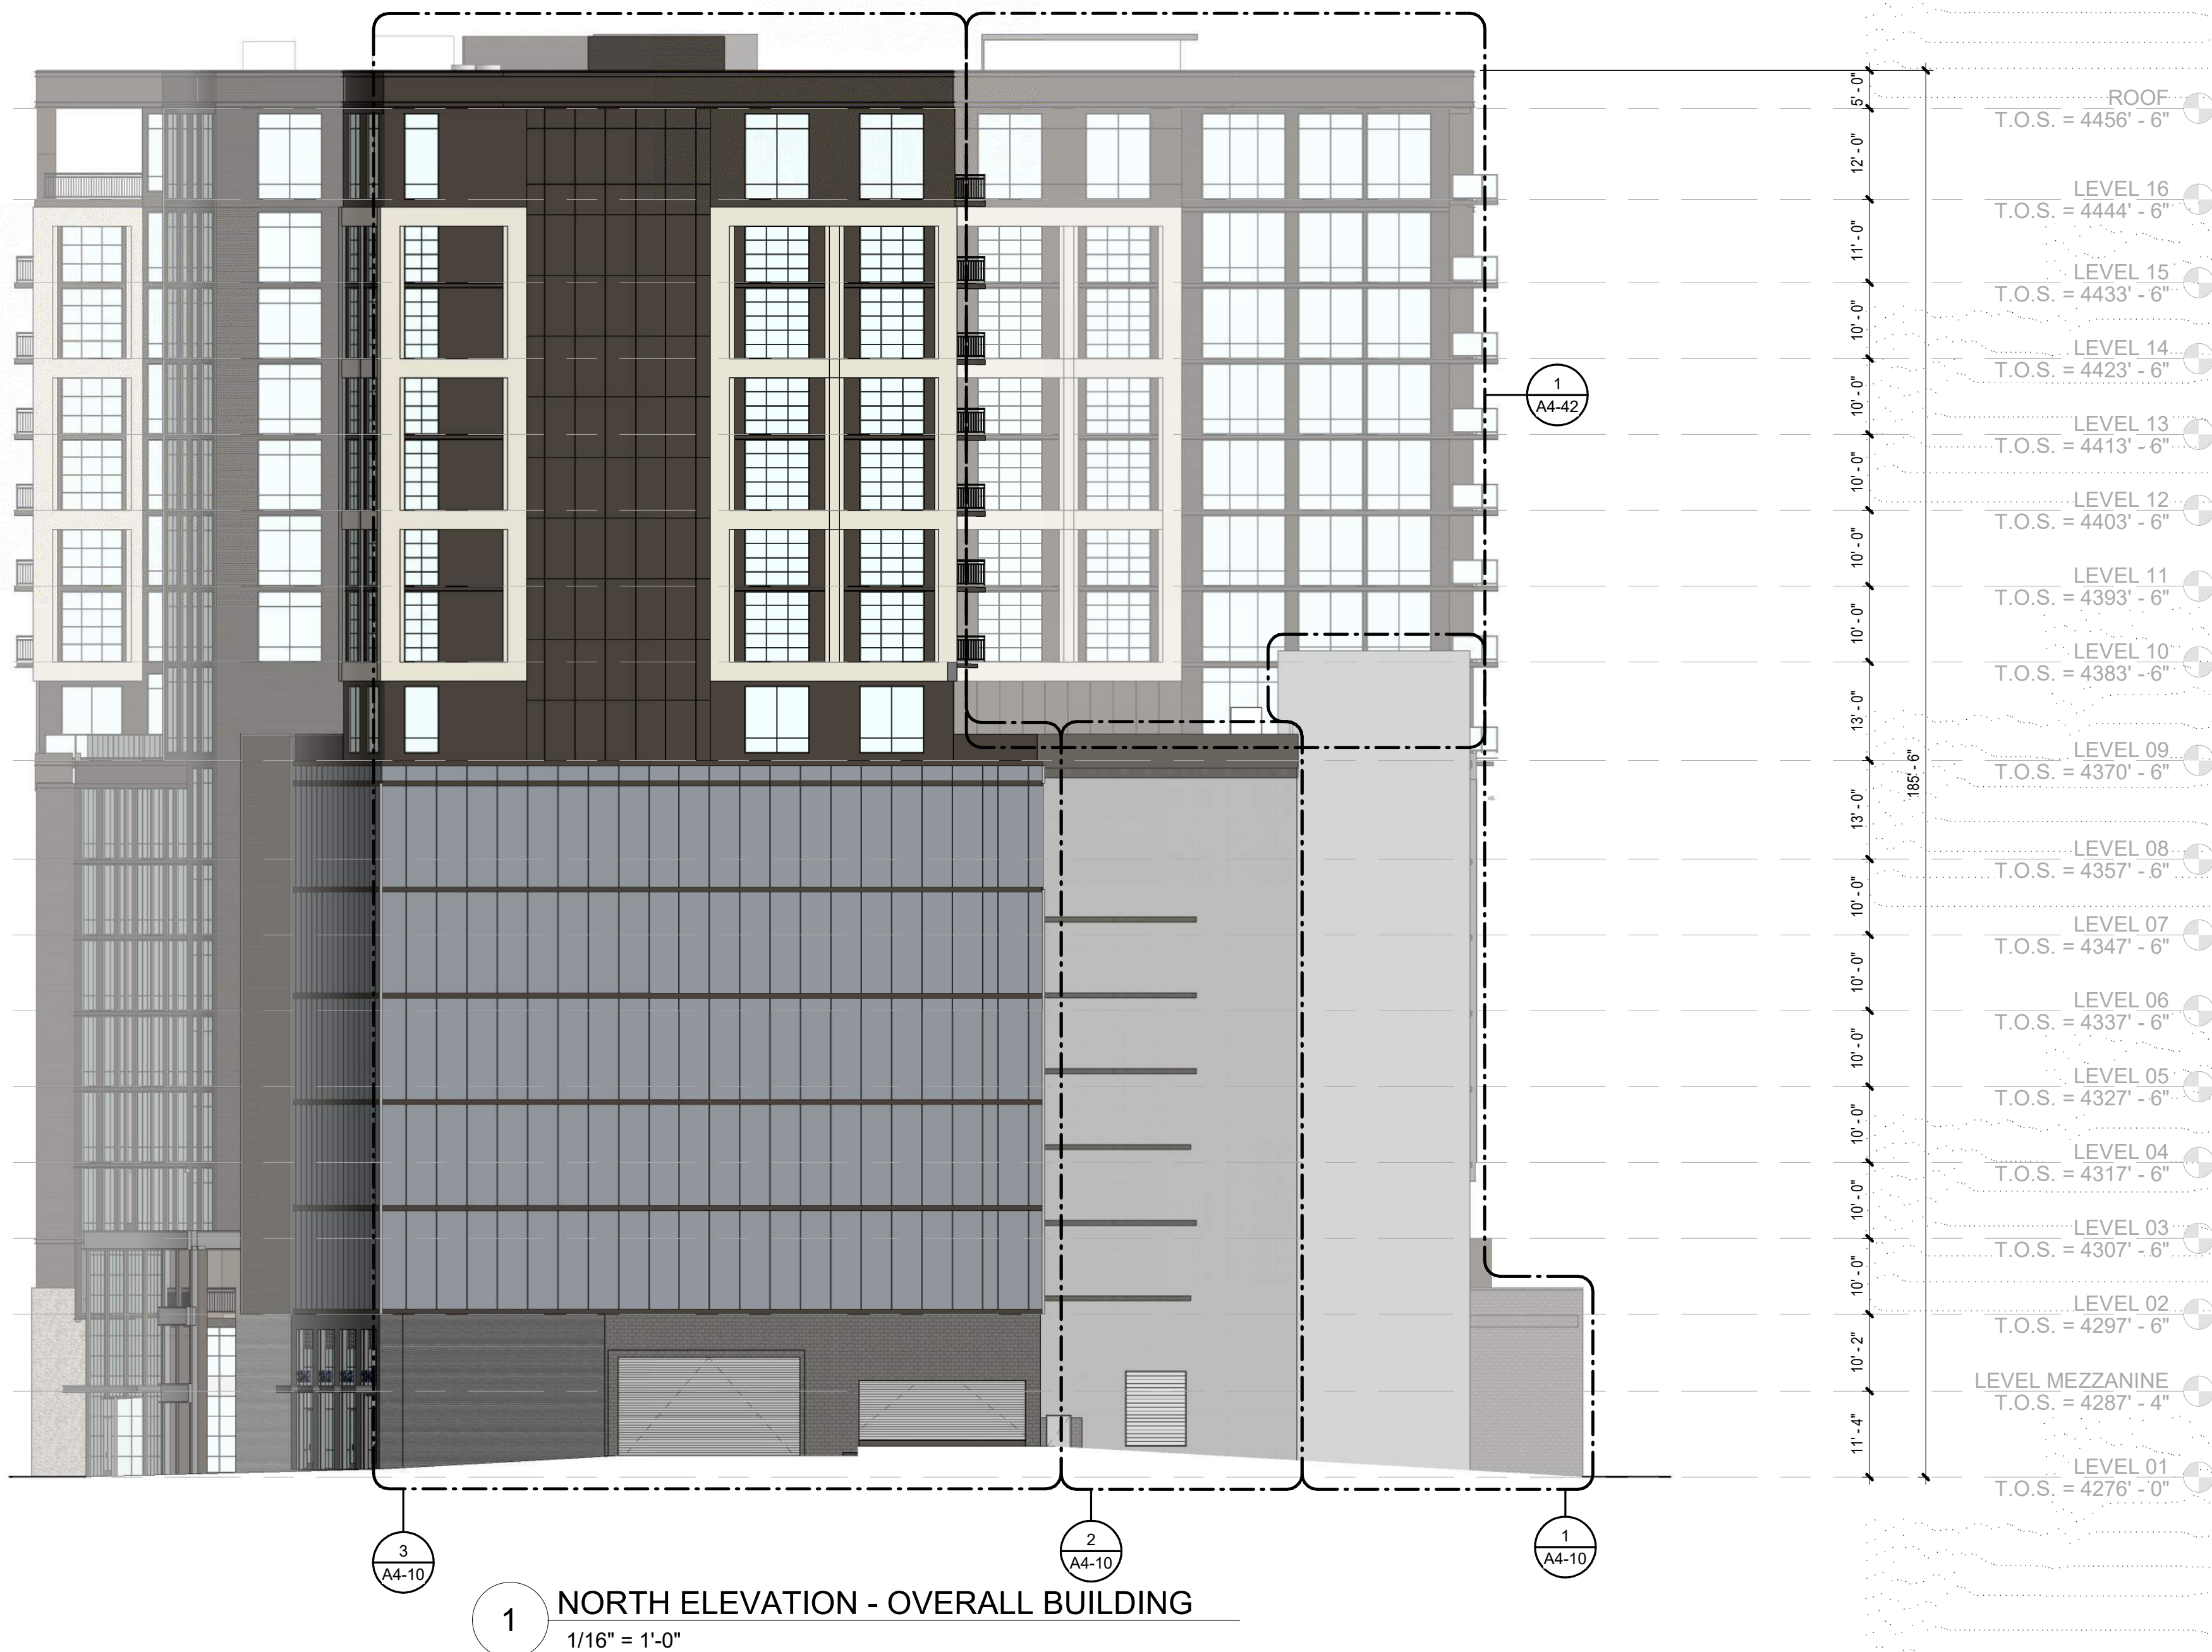 5' - 0"
ROOF
T.O.S. = 4456' - 6"
12' - 0"
LEVEL 16
T.O.S. = 4444' - 6"
11' - 0"
LEVEL 15
T.O.S. = 4433' - 6"
10' - 0"
LEVEL 14
T.O.S. = 4423' - 6"
1
A4-42
10' - 0"
LEVEL 13
T.O.S. = 4413' - 6"
10' - 0"
LEVEL 12
T.O.S. = 4403' - 6"
10' - 0"
LEVEL 11
T.O.S. = 4393' - 6"
10' - 0"
LEVEL 10
T.O.S. = 4383' - 6"
13' - 0"
LEVEL 09
T.O.S. = 4370' - 6"
185' - 6"
13' - 0"
LEVEL 08
T.O.S. = 4357' - 6"
10' - 0"
LEVEL 07
T.O.S. = 4347' - 6"
10' - 0"
LEVEL 06
T.O.S. = 4337' - 6"
10' - 0"
LEVEL 05
T.O.S. = 4327' - 6"
10' - 0"
LEVEL 04
T.O.S. = 4317' - 6"
10' - 0"
LEVEL 03
T.O.S. = 4307' - 6"
10' - 0"
LEVEL 02
T.O.S. = 4297' - 6"
10' - 2"
LEVEL MEZZANINE
T.O.S. = 4287' - 4"
11' - 4"
LEVEL 01
T.O.S. = 4276' - 0"
3
A4-10
2
A4-10
1
A4-10
1
NORTH ELEVATION - OVERALL BUILDING
1/16" = 1'-0"